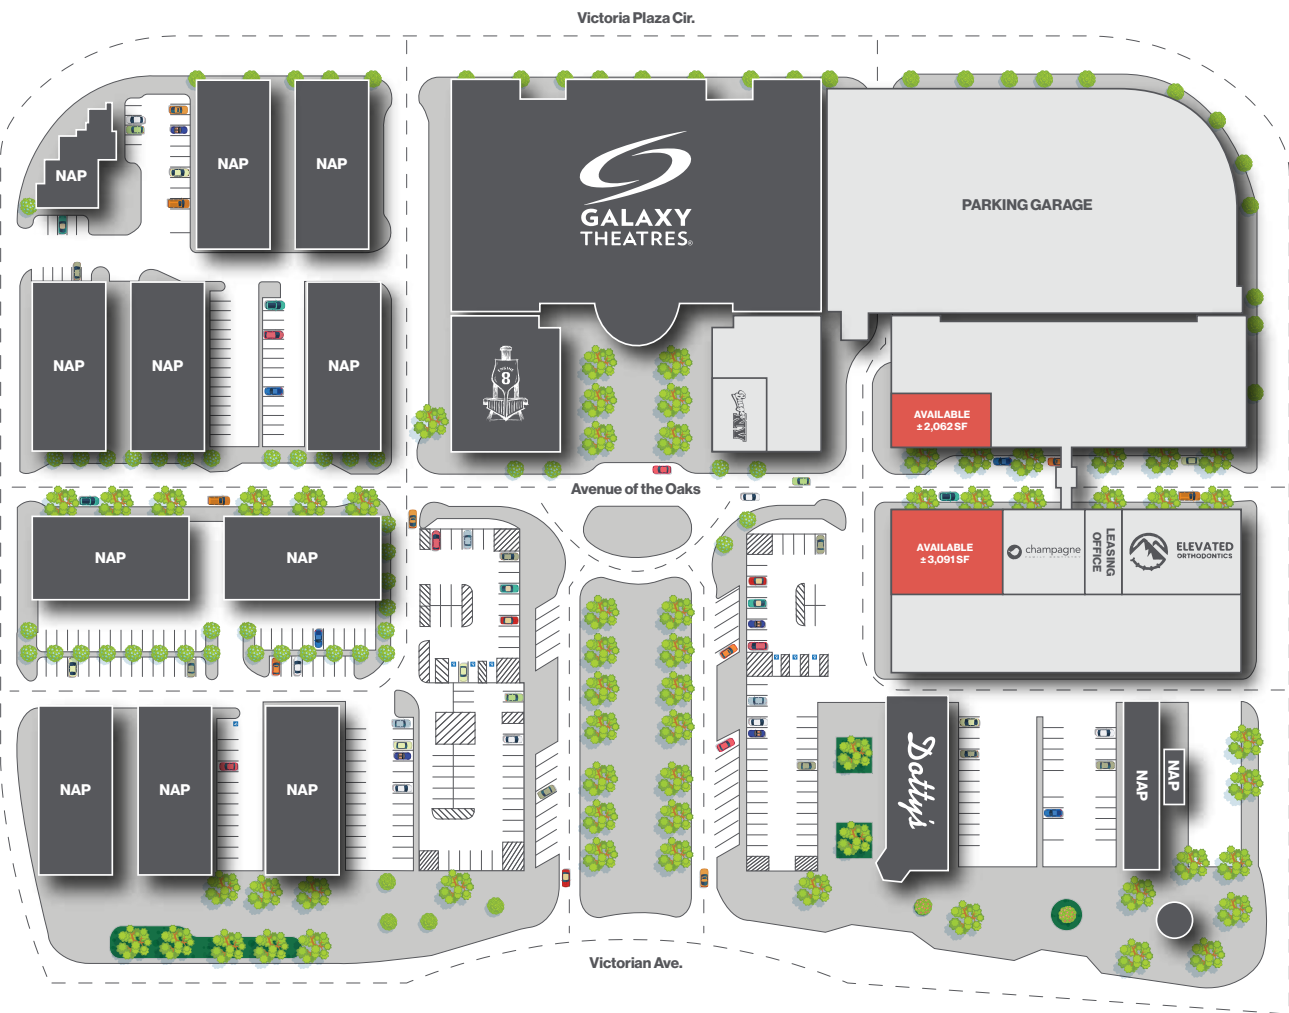 Victoria Plaza Cir.
NAP
NAP
NAP
GALAXY
THEATRES®
PARKING GARAGE
NAP
NAP
NAP
ENGINE
8
AVAILABLE
± 2,062 SF
Avenue of the Oaks
NAP
NAP
AVAILABLE
± 3,091 SF
champagne
LEASING
OFFICE
ELEVATED
ORTHODONTICS
NAP
NAP
NAP
Dotty's
NAP
NAP
Victorian Ave.